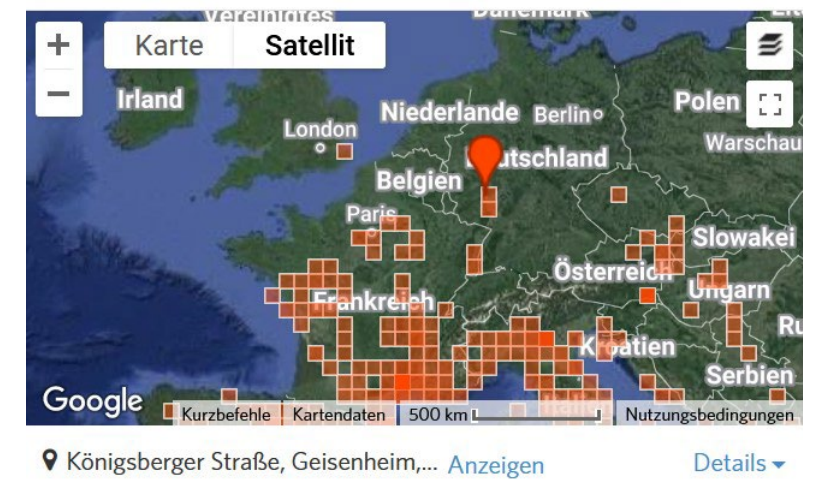 Vereinigtes
Dänemark
+
Karte Satellit
−
Irland
Niederlande
Berlin
Polen
London
Warschau
Deutschland
Belgien
Paris
Slowakei
Österreich
Ungarn
Frankreich
Kroatien
Serbien
Italien
Google
Kurzbefehle Kartendaten 500 km Nutzungsbedingungen
Königsberger Straße, Geisenheim,... Anzeigen Details